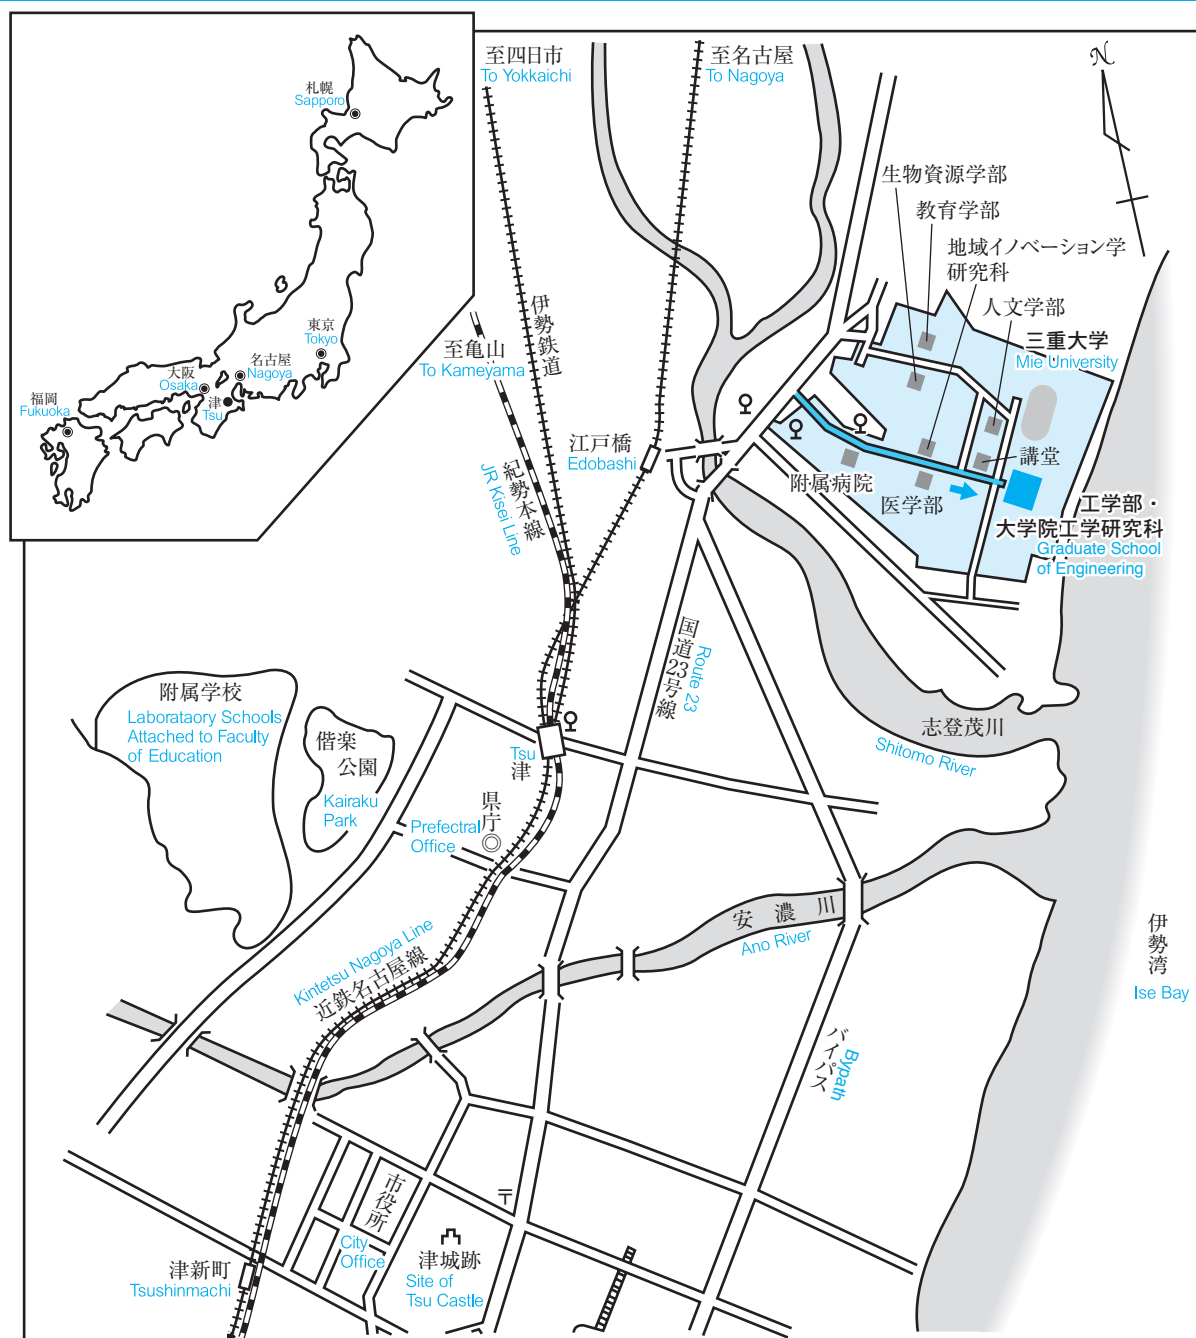 札幌
Sapporo
東京
Tokyo
名古屋
Nagoya
大阪
Osaka
津
Tsu
福岡
Fukuoka
至四日市
To Yokkaichi
至名古屋
To Nagoya
N
生物資源学部
教育学部
地域イノベーション学
研究科
人文学部
三重大学
Mie University
伊勢鉄道
至亀山
To Kameyama
江戸橋
Edobashi
紀勢本線
JR Kisei Line
附属病院
医学部
講堂
工学部・
大学院工学研究科
Graduate School
of Engineering
国道23号線
Route 23
附属学校
Laborataory Schools
Attached to Faculty
of Education
偕楽
公園
Kairaku
Park
Tsu
津
志登茂川
Shitomo River
県庁
Prefectral
Office
安濃川
Ano River
伊勢湾
Ise Bay
Kintetsu Nagoya Line
近鉄名古屋線
バイパス
Bypath
市役所
City
Office
〒
津城跡
Site of
Tsu Castle
津新町
Tsushinmachi